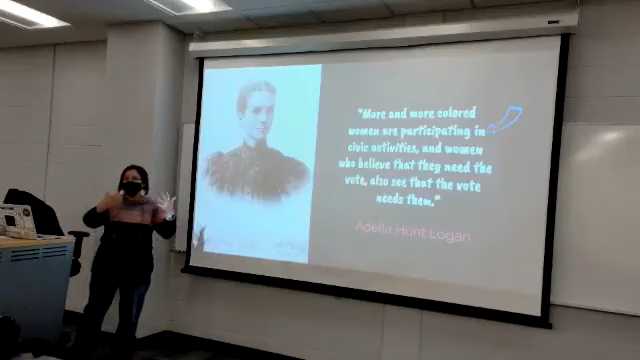 "More and more colored
women are participating in
civic activities, and women
who believe that they need the
vote, also see that the vote
needs them."
Adella Hunt Logan